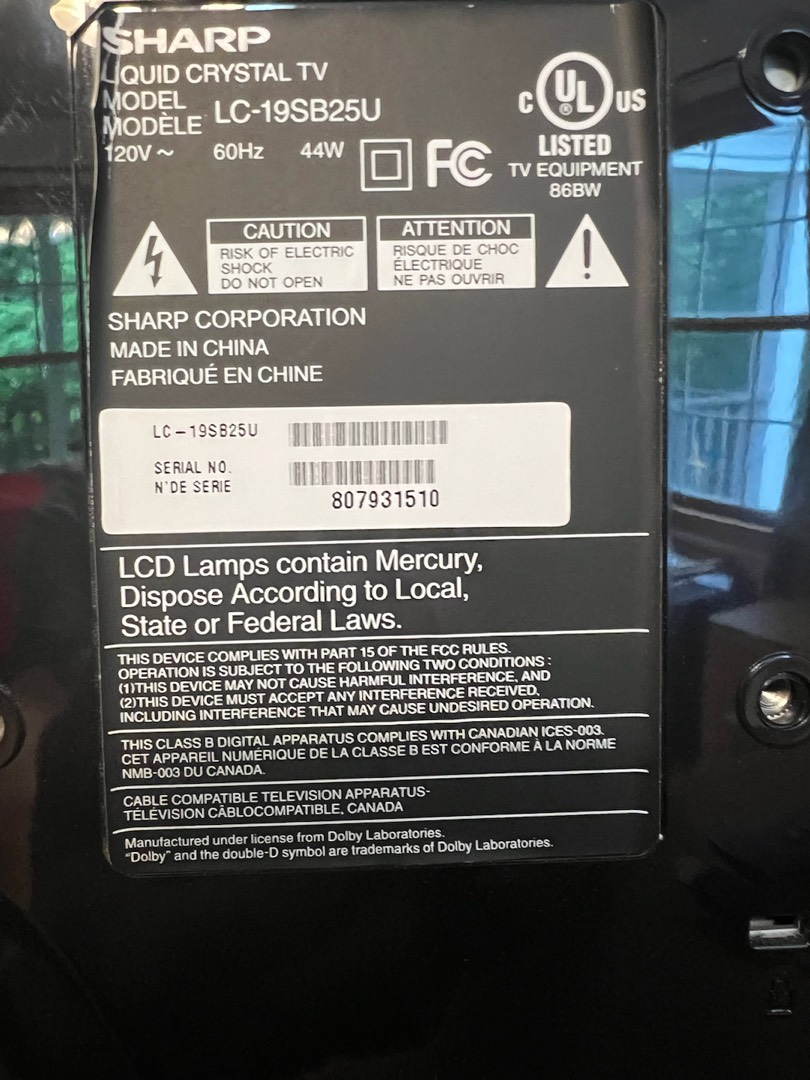 SHARP
LIQUID CRYSTAL TV
MODEL
MODÈLE LC-19SB25U
120V ~ 60Hz 44W
FC
C UL US
®
LISTED
TV EQUIPMENT
86BW
CAUTION
RISK OF ELECTRIC
SHOCK
DO NOT OPEN
ATTENTION
RISQUE DE CHOC
ÉLECTRIQUE
NE PAS OUVRIR
!
SHARP CORPORATION
MADE IN CHINA
FABRIQUÉ EN CHINE
LC-19SB25U
SERIAL NO.
N'DE SERIE
807931510
LCD Lamps contain Mercury,
Dispose According to Local,
State or Federal Laws.
THIS DEVICE COMPLIES WITH PART 15 OF THE FCC RULES.
OPERATION IS SUBJECT TO THE FOLLOWING TWO CONDITIONS :
(1)THIS DEVICE MAY NOT CAUSE HARMFUL INTERFERENCE, AND
(2)THIS DEVICE MUST ACCEPT ANY INTERFERENCE RECEIVED,
INCLUDING INTERFERENCE THAT MAY CAUSE UNDESIRED OPERATION.
THIS CLASS B DIGITAL APPARATUS COMPLIES WITH CANADIAN ICES-003.
CET APPAREIL NUMÉRIQUE DE LA CLASSE B EST CONFORME À LA NORME
NMB-003 DU CANADA.
CABLE COMPATIBLE TELEVISION APPARATUS-
TÉLÉVISION CÂBLOCOMPATIBLE, CANADA
Manufactured under license from Dolby Laboratories.
"Dolby" and the double-D symbol are trademarks of Dolby Laboratories.